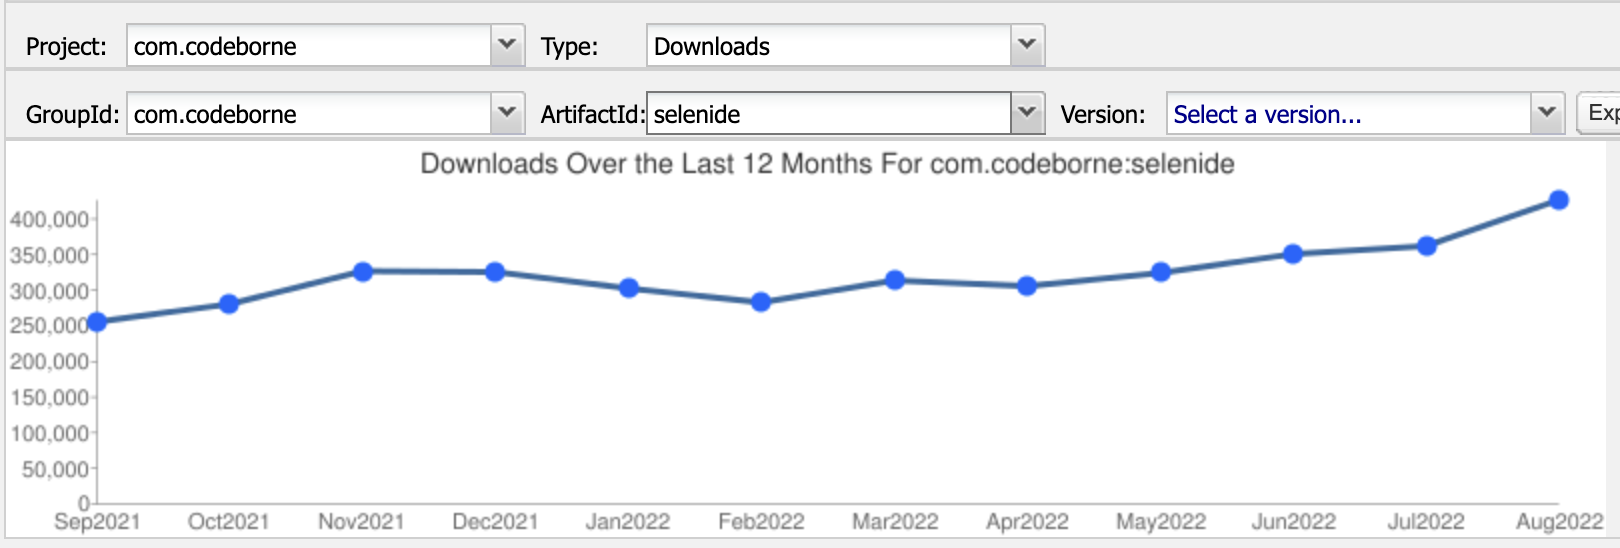 Project: com.codeborne Type: Downloads
GroupId: com.codeborne ArtifactId: selenide Version: Select a version... Exp
Downloads Over the Last 12 Months For com.codeborne:selenide
400,000
350,000
300,000
250,000
200,000
150,000
100,000
50,000
0
Sep2021 Oct2021 Nov2021 Dec2021 Jan2022 Feb2022 Mar2022 Apr2022 May2022 Jun2022 Jul2022 Aug2022